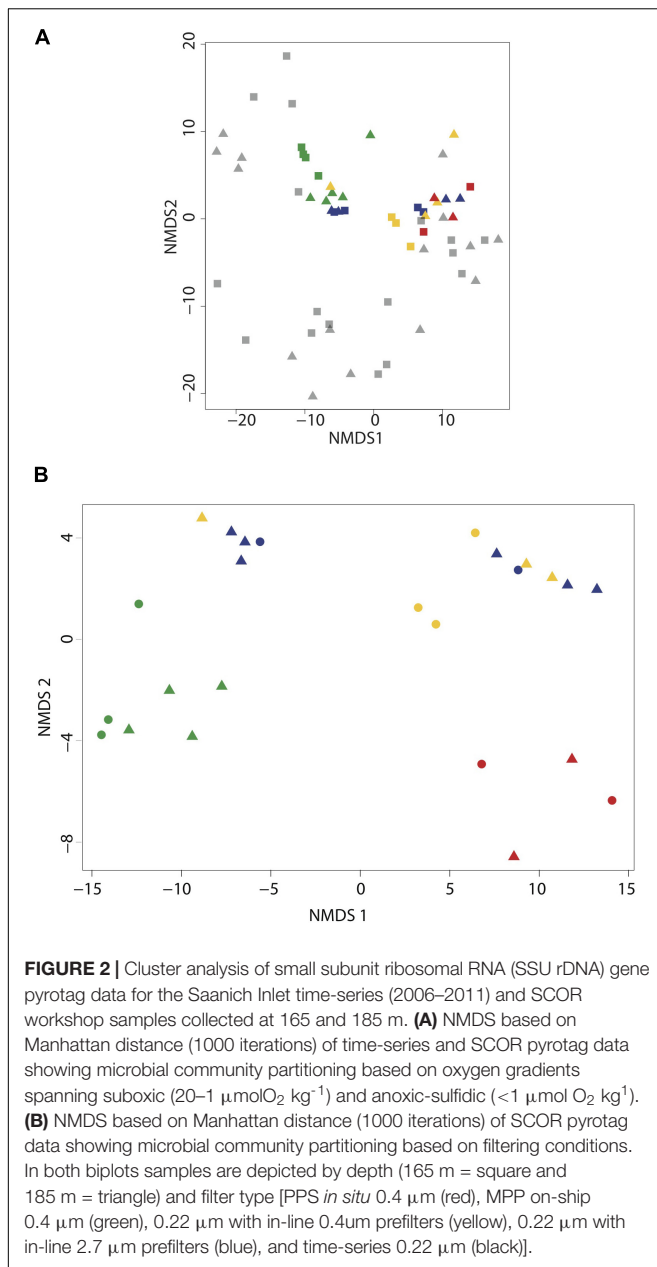 A
20
10
0
−10
−20
NMDS2
−20
−10
0
10
NMDS1
B
4
0
−4
−8
NMDS 2
−15
−10
−5
0
5
10
15
NMDS 1
FIGURE 2 | Cluster analysis of small subunit ribosomal RNA (SSU rDNA) gene
pyrotag data for the Saanich Inlet time-series (2006–2011) and SCOR
workshop samples collected at 165 and 185 m. (A) NMDS based on
Manhattan distance (1000 iterations) of time-series and SCOR pyrotag data
showing microbial community partitioning based on oxygen gradients
spanning suboxic (20–1 μmolO₂ kg⁻¹) and anoxic-sulfidic (<1 μmol O₂ kg¹).
(B) NMDS based on Manhattan distance (1000 iterations) of SCOR pyrotag
data showing microbial community partitioning based on filtering conditions.
In both biplots samples are depicted by depth (165 m = square and
185 m = triangle) and filter type [PPS in situ 0.4 μm (red), MPP on-ship
0.4 μm (green), 0.22 μm with in-line 0.4um prefilters (yellow), 0.22 μm with
in-line 2.7 μm prefilters (blue), and time-series 0.22 μm (black)].